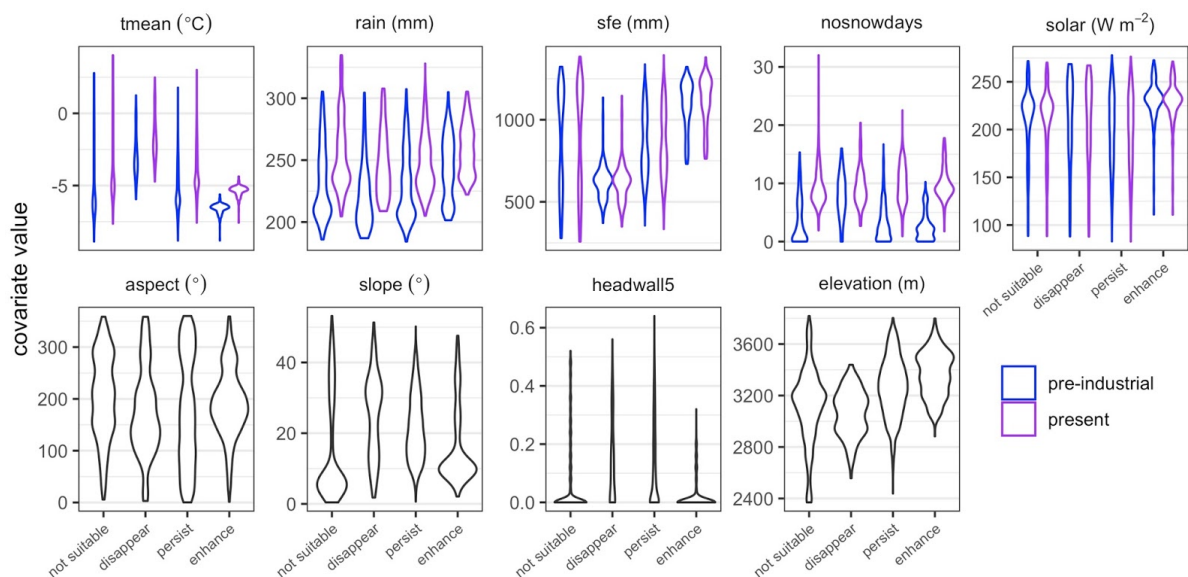 tmean (°C)
rain (mm)
sfe (mm)
nosnowdays
solar (W m⁻²)
0
-5
300
250
200
1000
500
30
20
10
0
250
200
150
100
not suitable
disappear
persist
enhance
covariate value
aspect (°)
slope (°)
headwall5
elevation (m)
300
200
100
0
40
20
0
0.6
0.4
0.2
0.0
3600
3200
2800
2400
not suitable
disappear
persist
enhance
not suitable
disappear
persist
enhance
not suitable
disappear
persist
enhance
not suitable
disappear
persist
enhance
pre-industrial
present